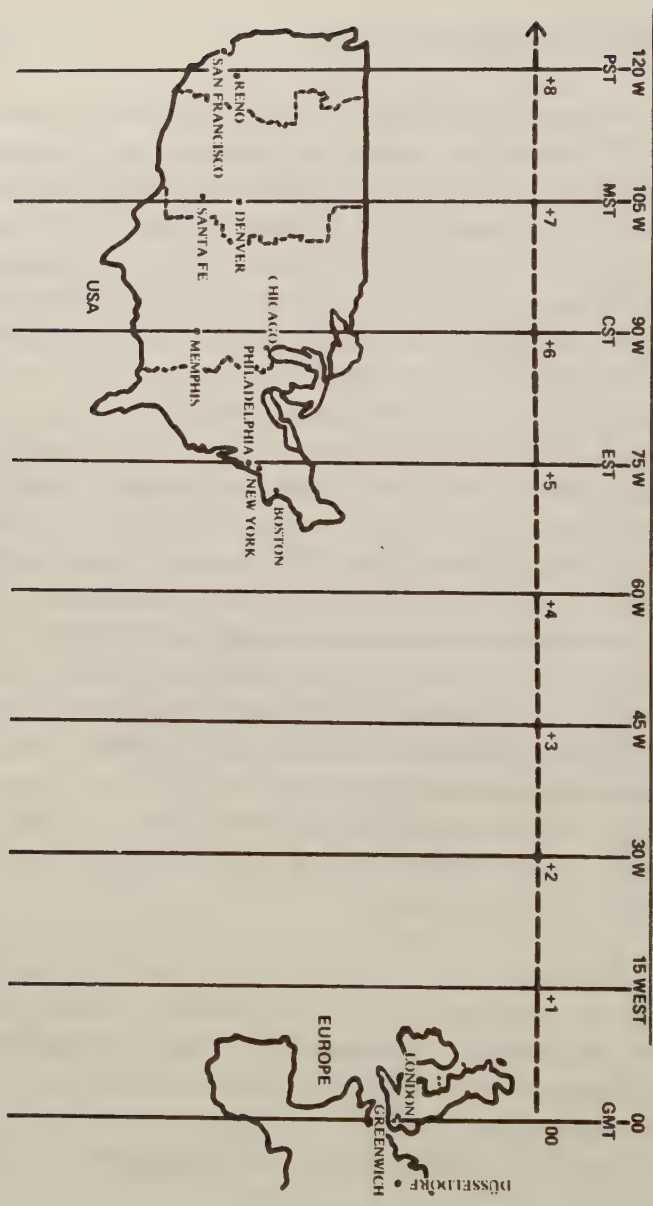 120 W
105 W
90 W
75 W
60 W
45 W
30 W
15 WEST
00
PST
MST
CST
EST
GMT
+8
+7
+6
+5
+4
+3
+2
+1
00
RENO
SAN FRANCISCO
DENVER
SANTA FE
CHICAGO
MEMPHIS
PHILADELPHIA
NEW YORK
BOSTON
USA
EUROPE
LONDON
GREENWICH
DÜSSELDORF